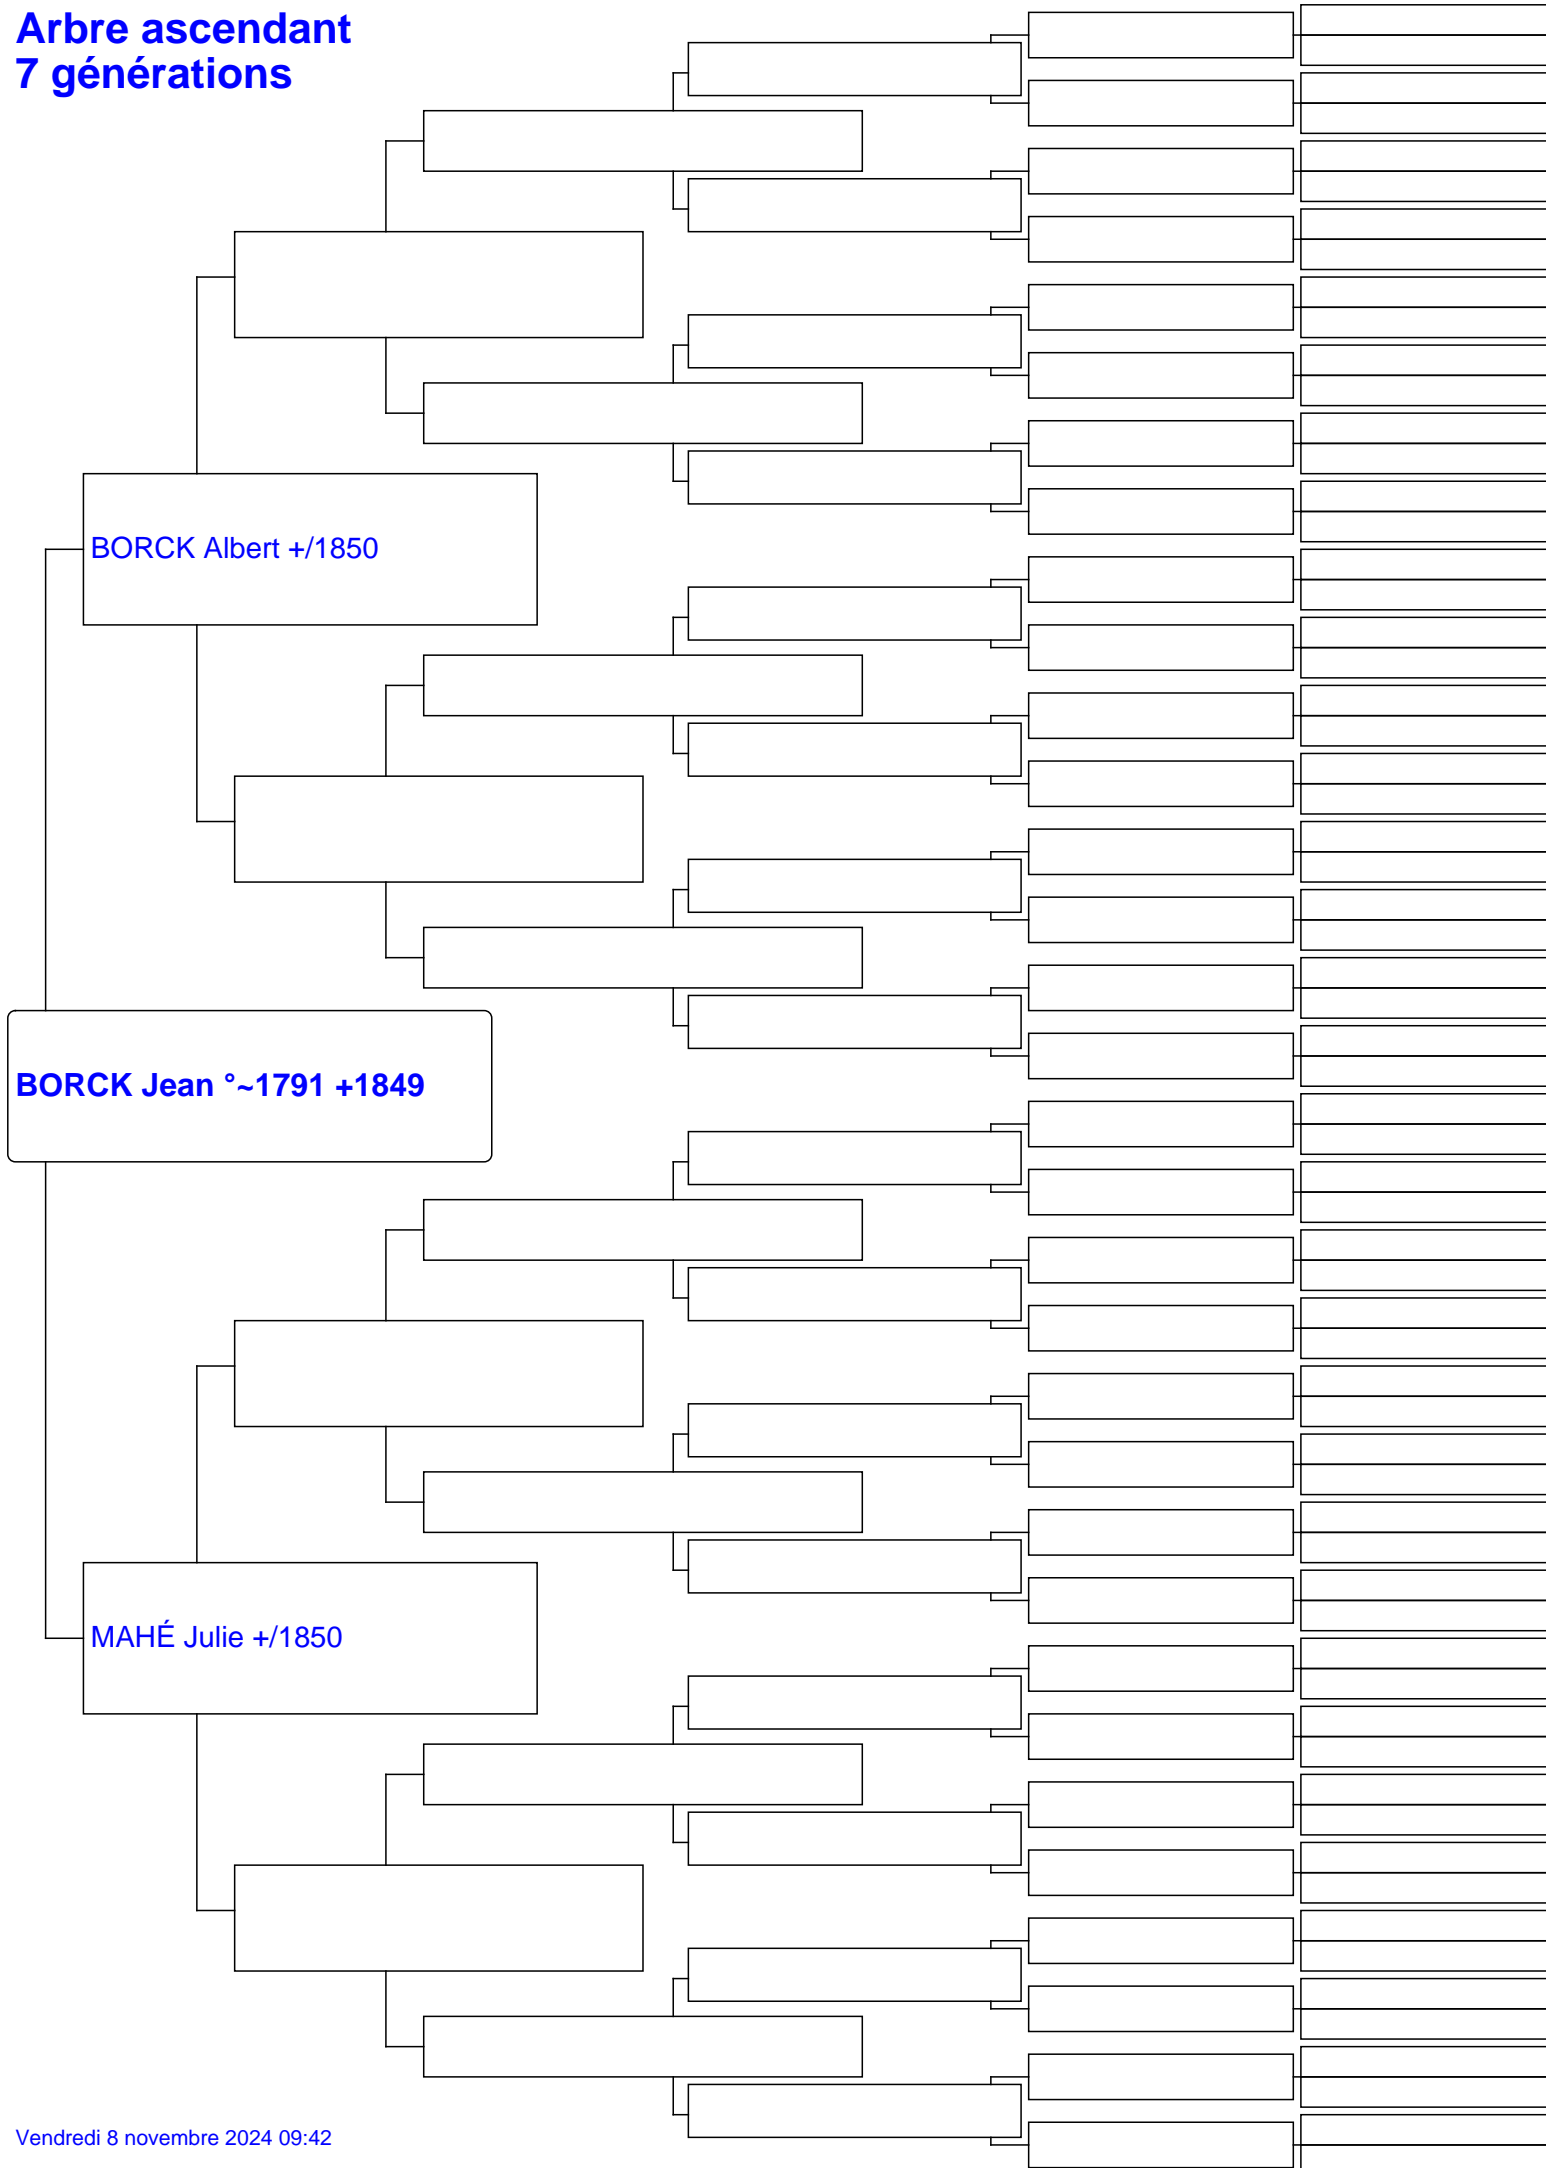 Arbre ascendant
7 générations
BORCK Albert +/1850
BORCK Jean °~1791 +1849
MAHÉ Julie +/1850
Vendredi 8 novembre 2024 09:42